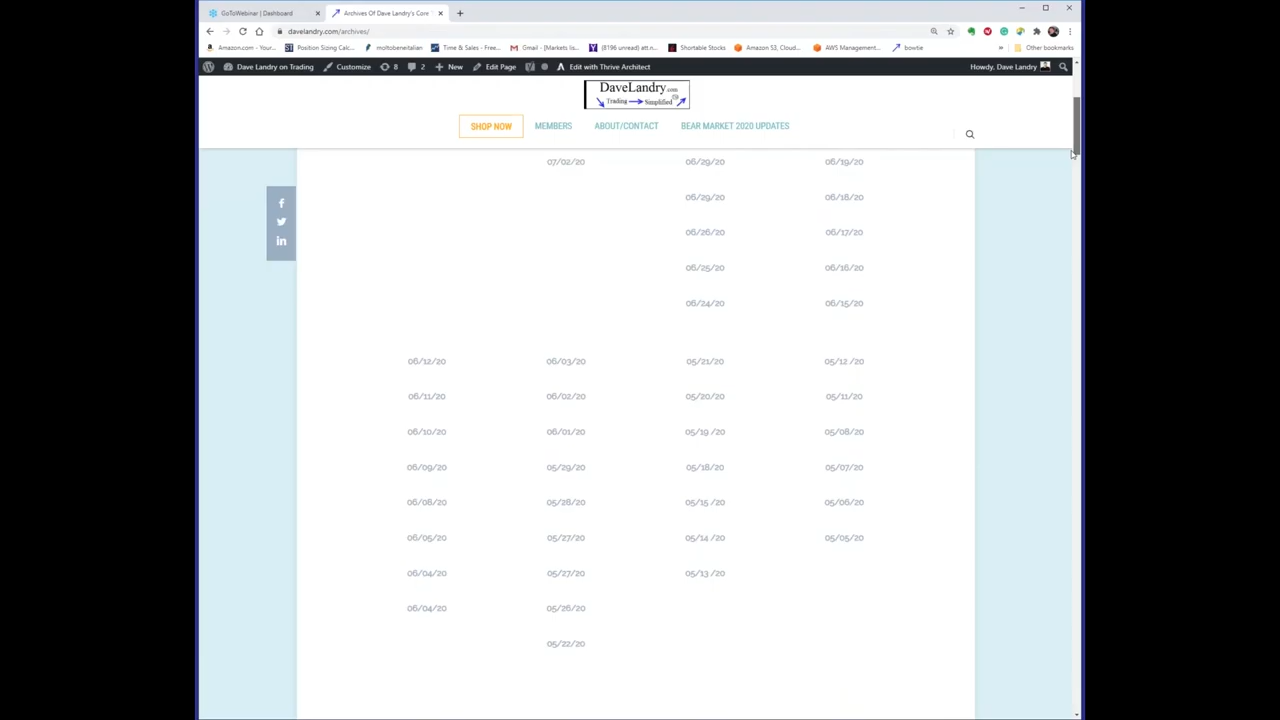 GoToWebinar | Dashboard
Archives Of Dave Landry's Core
davelandry.com/archives/
Amazon.com - Your...
Position Sizing Calc...
moltobeneitalian
Time & Sales - Free...
Gmail - [Markets Is...
(8196 unread) att.n...
Shortable Stocks
Amazon S3, Cloud...
AWS Management...
bowtie
»
Other bookmarks
Dave Landry on Trading
Customize
8
2
New
Edit Page
Edit with Thrive Architect
Howdy, Dave Landry
DaveLandry.com
Trading Simplified
SHOP NOW
MEMBERS
ABOUT/CONTACT
BEAR MARKET 2020 UPDATES
07/02/20 06/29/20 06/19/20
06/29/20 06/18/20
06/26/20 06/17/20
06/25/20 06/16/20
06/24/20 06/15/20
06/12/20 06/03/20 05/21/20 05/12 /20
06/11/20 06/02/20 05/20/20 05/11/20
06/10/20 06/01/20 05/19 /20 05/08/20
06/09/20 05/29/20 05/18/20 05/07/20
06/08/20 05/28/20 05/15 /20 05/06/20
06/05/20 05/27/20 05/14 /20 05/05/20
06/04/20 05/27/20 05/13 /20
06/04/20 05/26/20
05/22/20